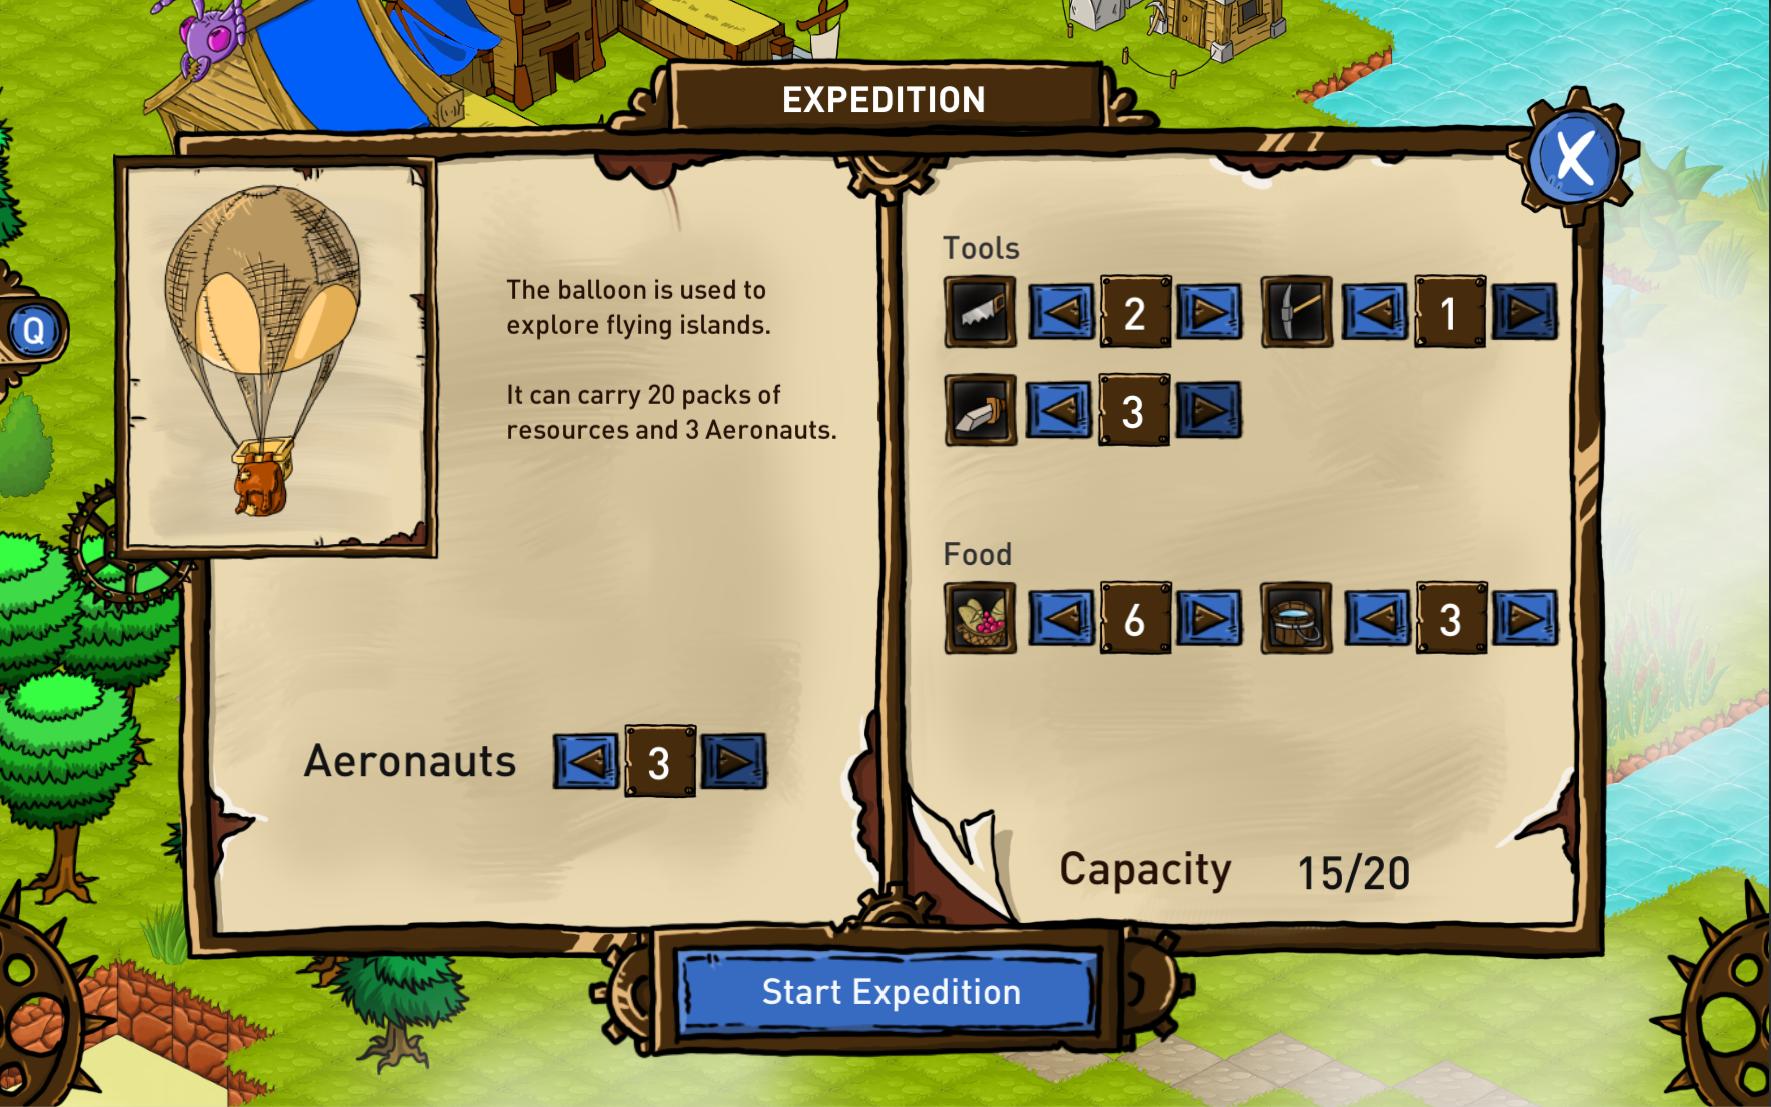 EXPEDITION
X
Q
The balloon is used to
explore flying islands.
It can carry 20 packs of
resources and 3 Aeronauts.
Aeronauts 3
Tools
2 1
3
Food
6 3
Capacity 15/20
Start Expedition